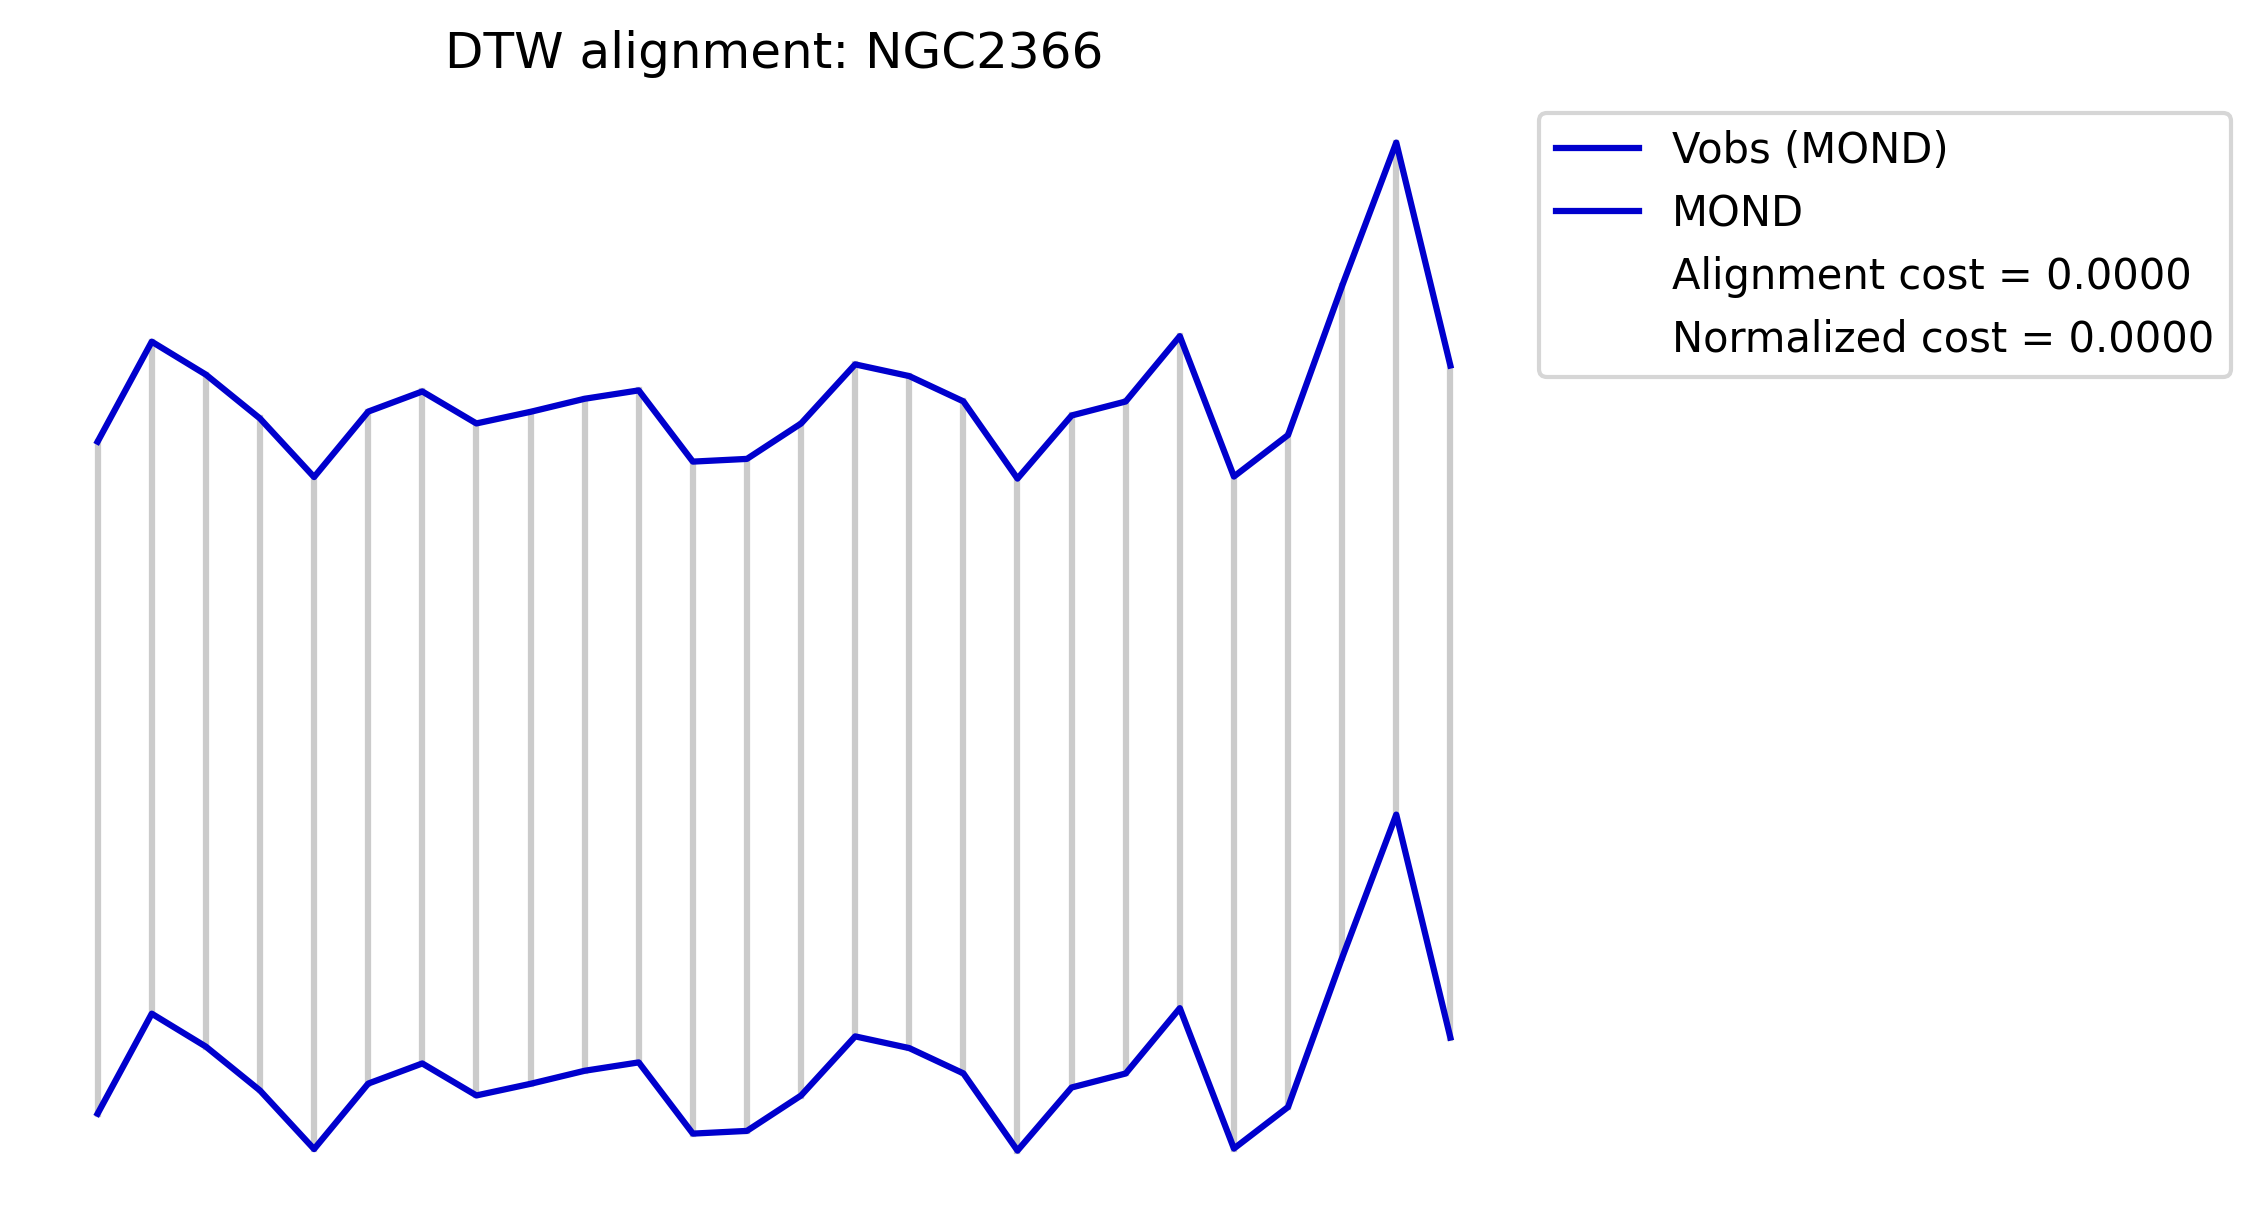 DTW alignment: NGC2366
Vobs (MOND)
MOND
Alignment cost = 0.0000
Normalized cost = 0.0000